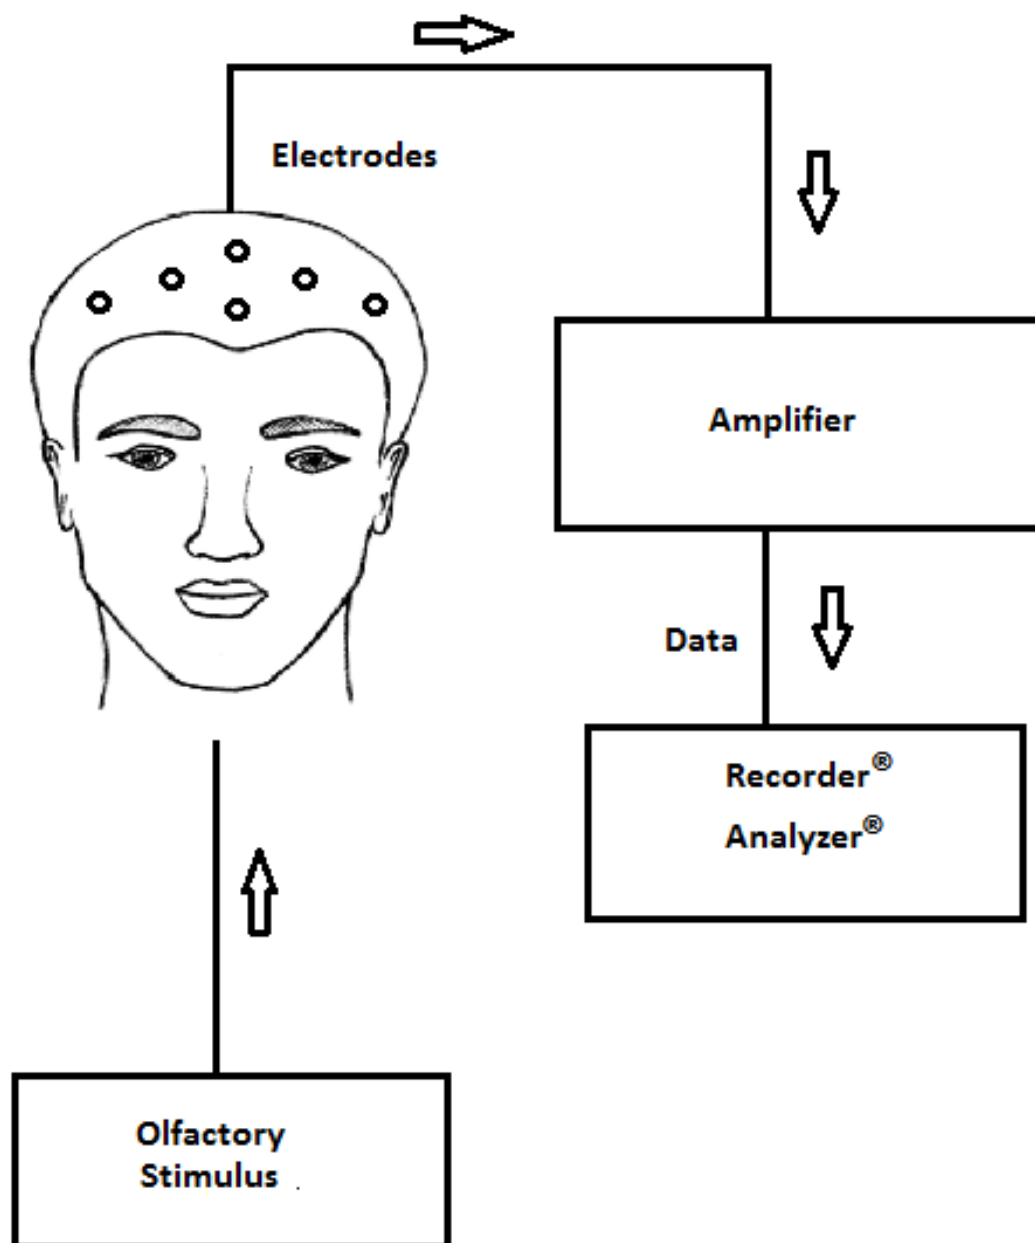 Electrodes
Amplifier
Data
Recorder®
Analyzer®
Olfactory
Stimulus